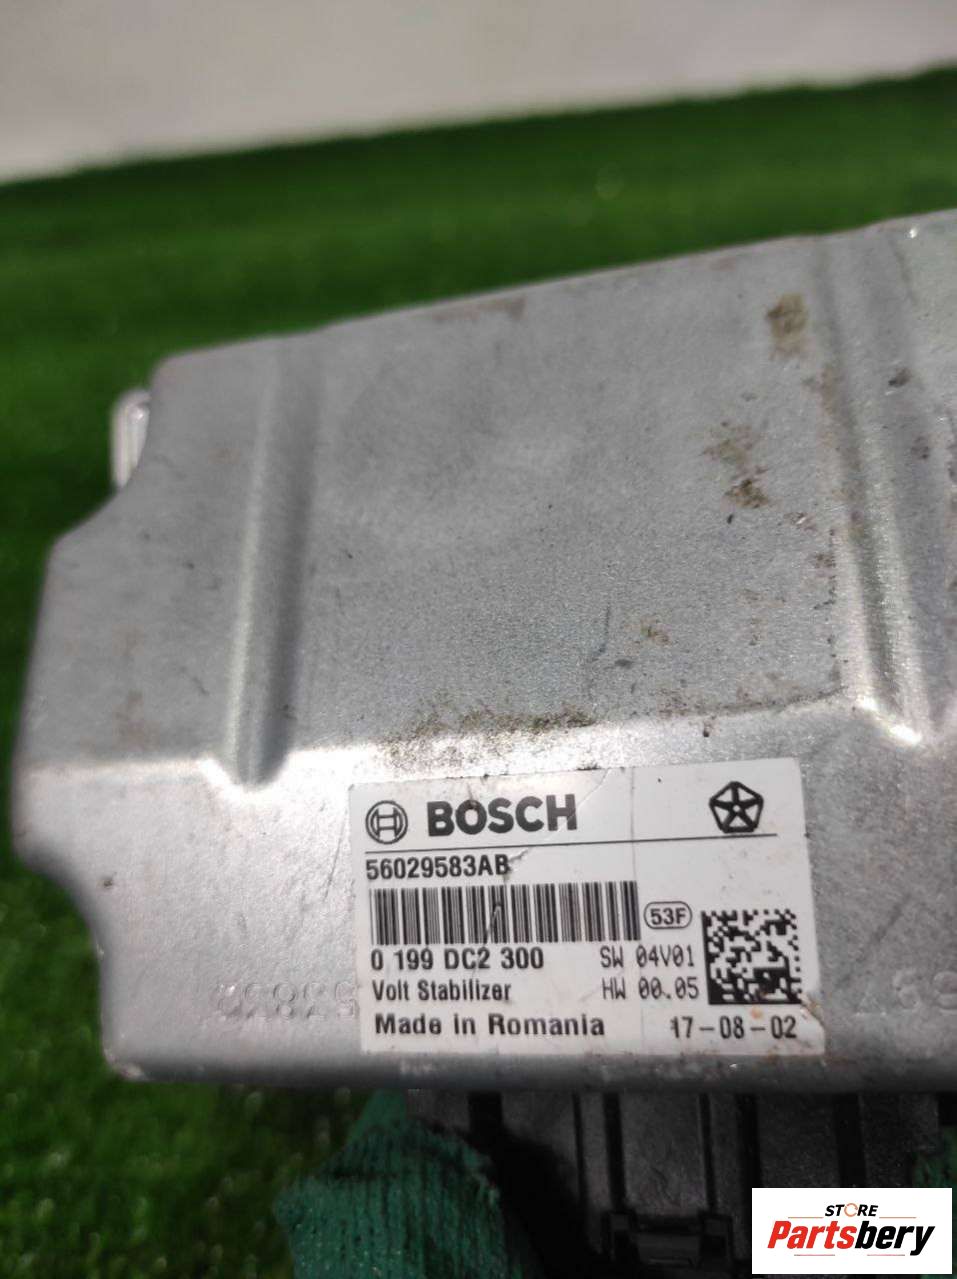 BOSCH
56029583AB
53F
0 199 DC2 300 SW 04V01
Volt Stabilizer HW 00.05
Made in Romania 17-08-02
STORE
Partsbery